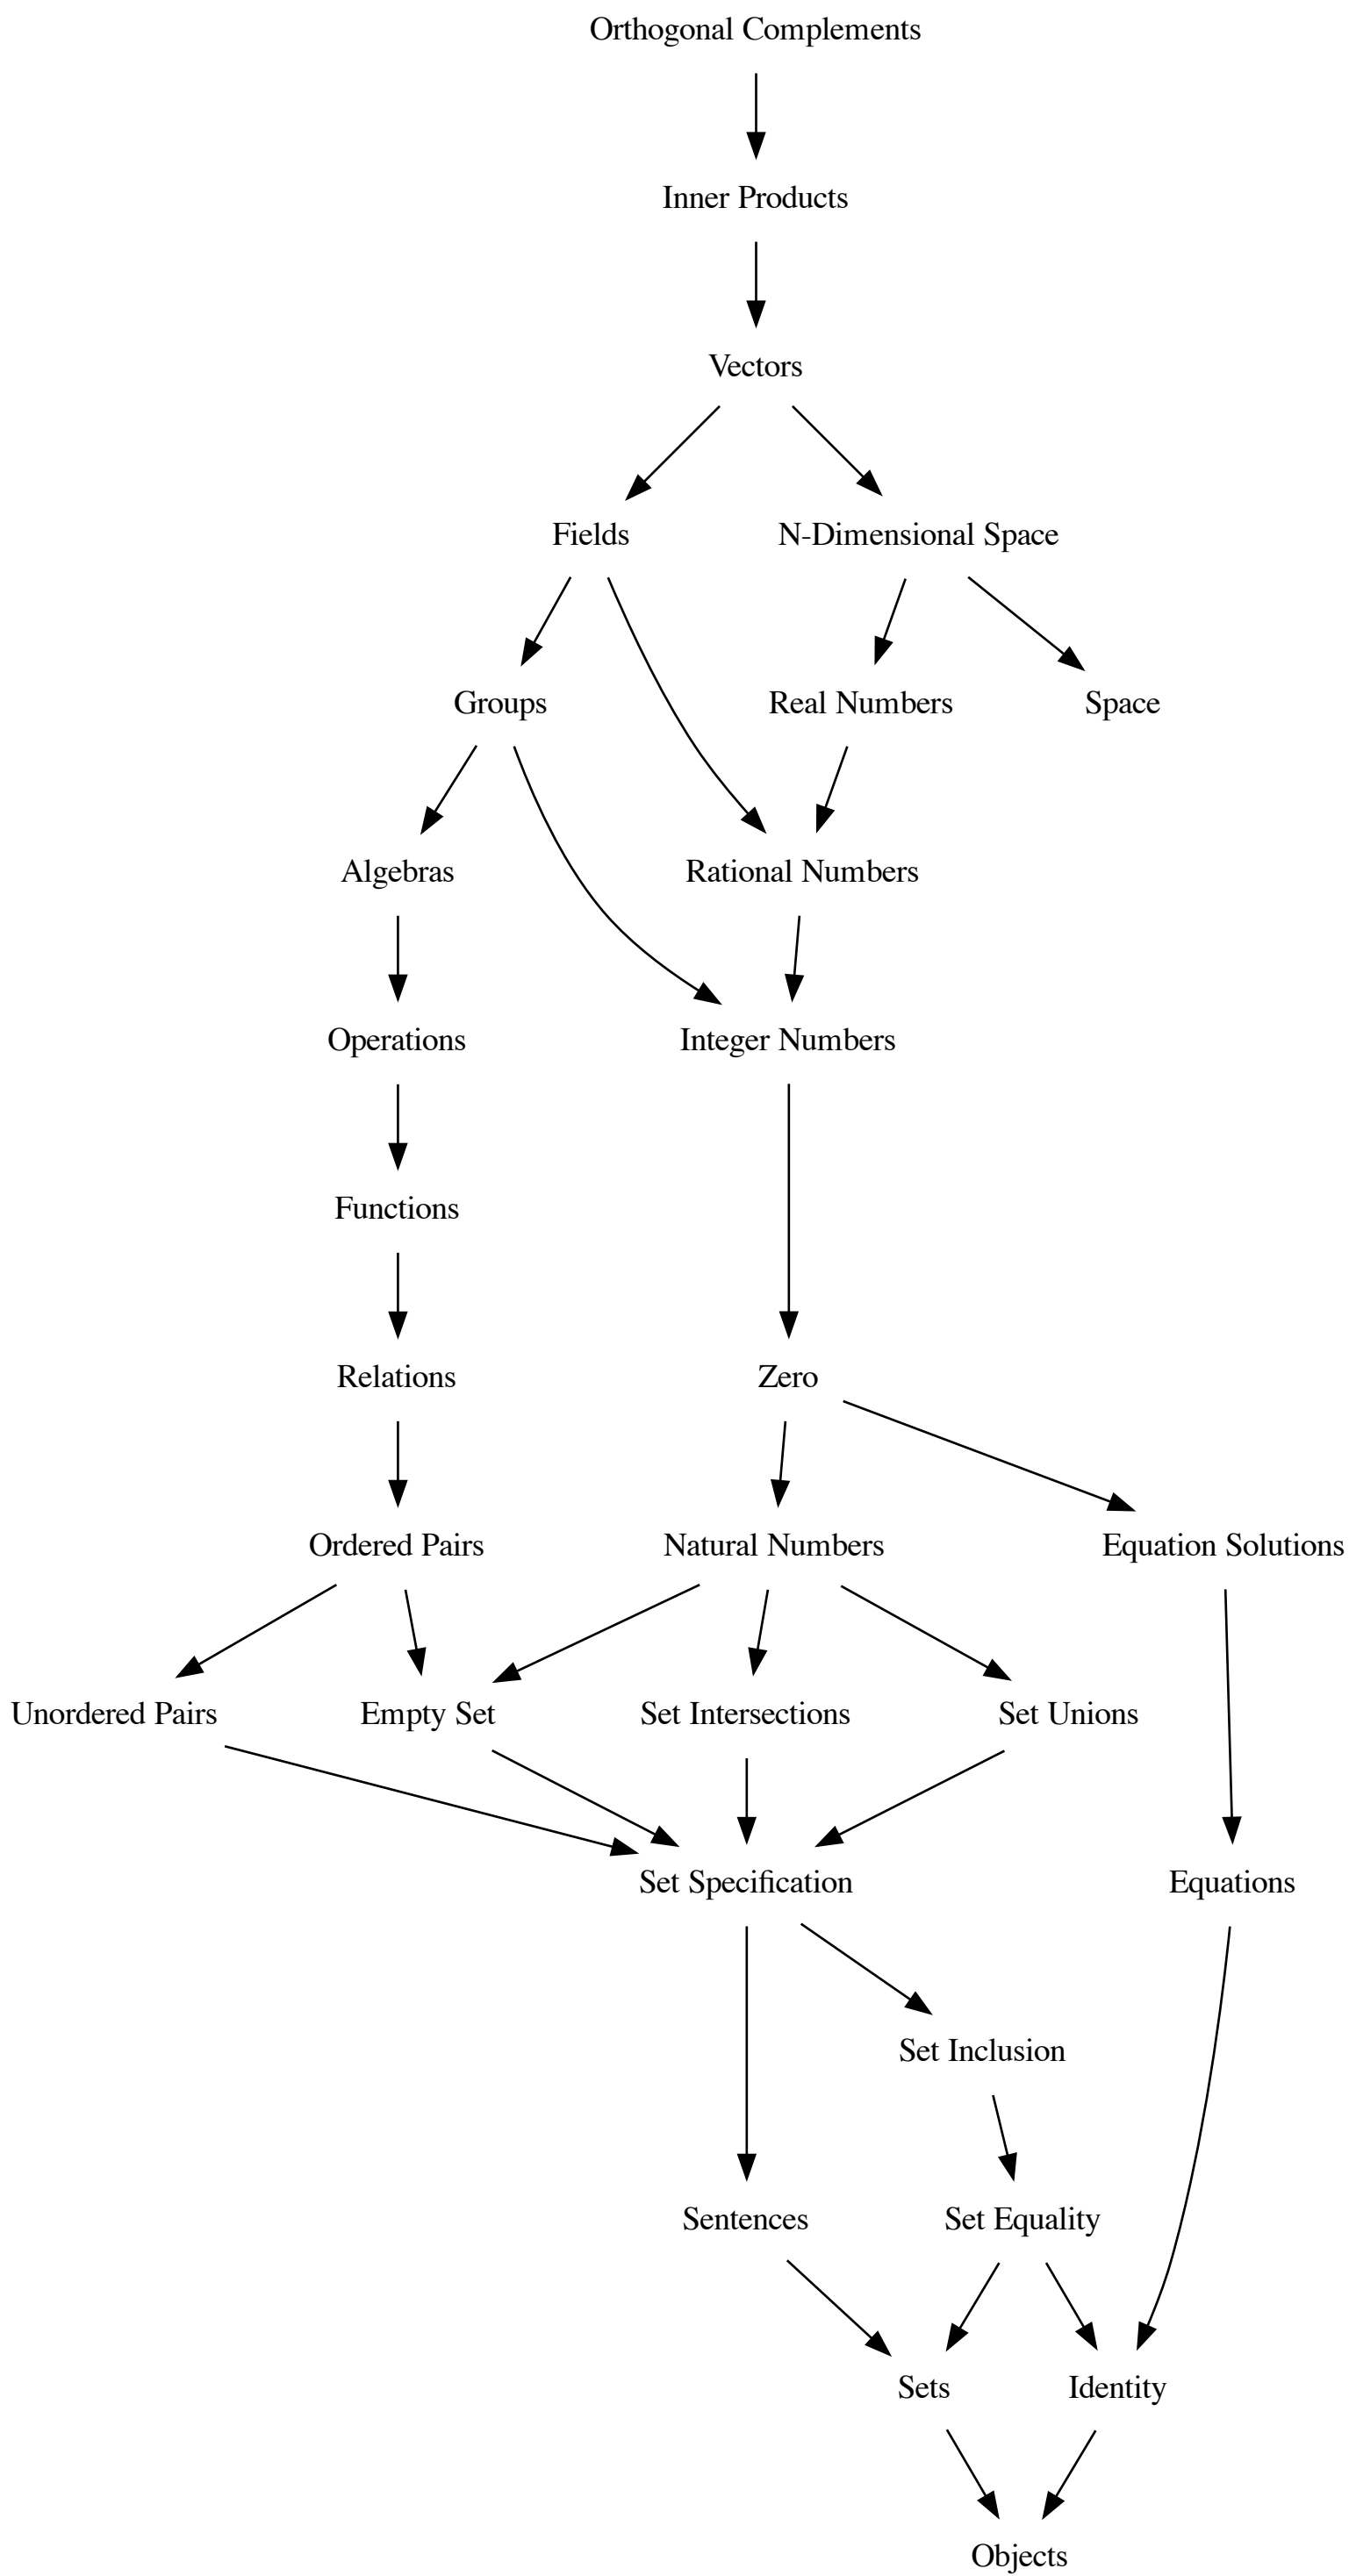 Orthogonal Complements
Inner Products
Vectors
Fields
N-Dimensional Space
Groups
Real Numbers
Space
Algebras
Rational Numbers
Operations
Integer Numbers
Functions
Relations
Zero
Ordered Pairs
Natural Numbers
Equation Solutions
Unordered Pairs
Empty Set
Set Intersections
Set Unions
Set Specification
Equations
Set Inclusion
Sentences
Set Equality
Sets
Identity
Objects